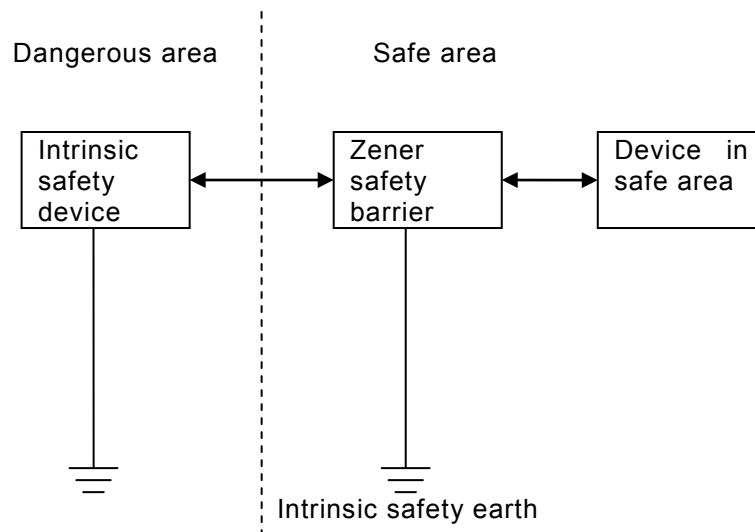 Dangerous area
Safe area
Intrinsic
safety
device
Zener
safety
barrier
Device in
safe area
Intrinsic safety earth